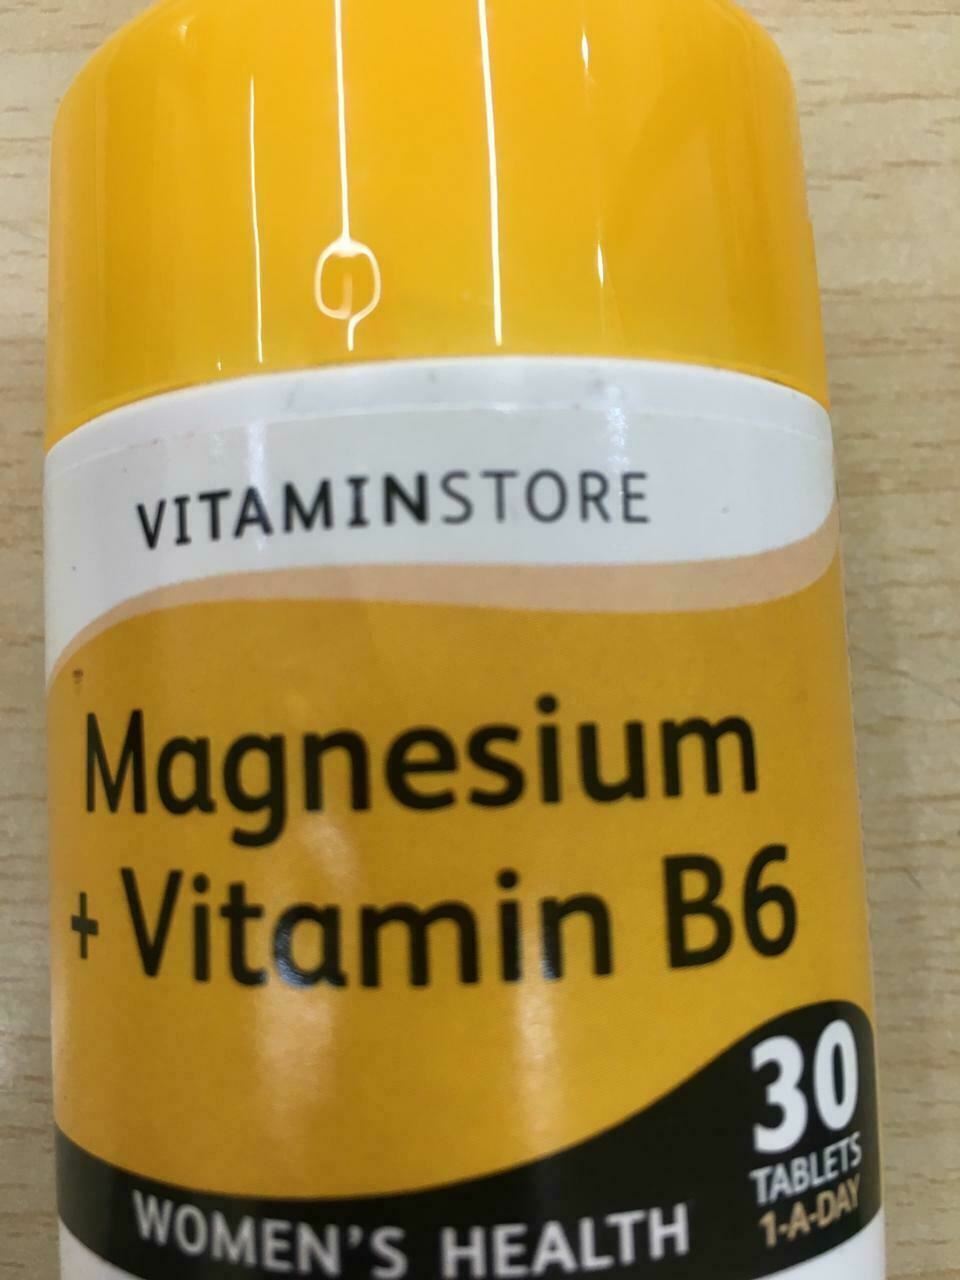 VITAMINSTORE
Magnesium
+ Vitamin B6
30
TABLETS
1-A-DAY
WOMEN'S HEALTH